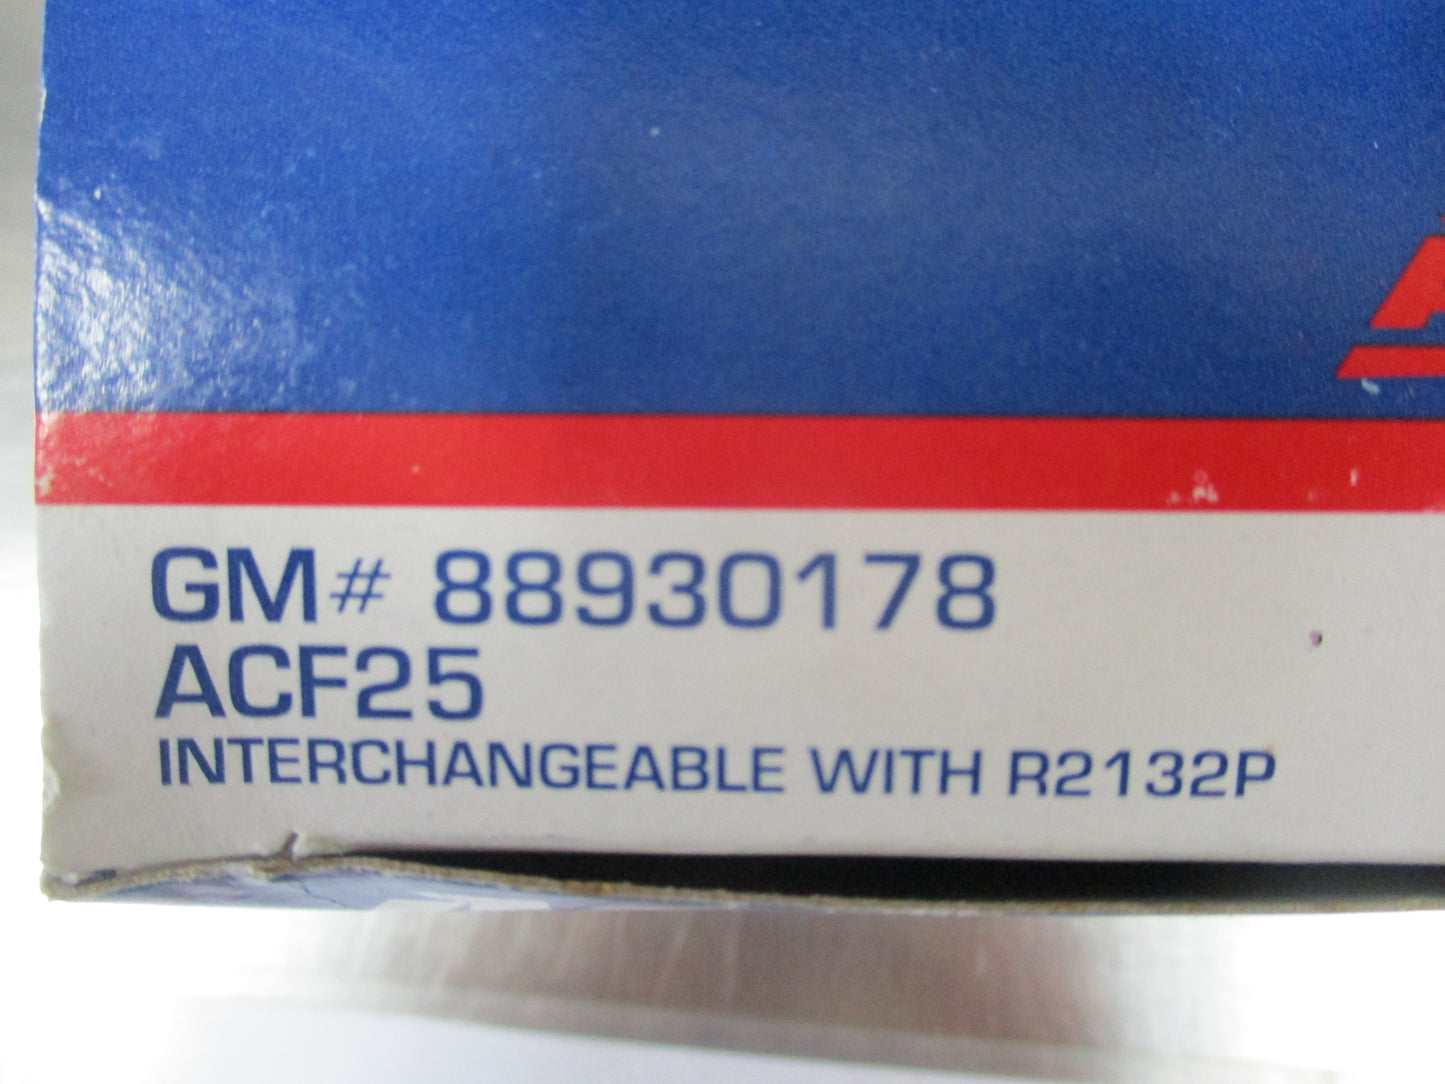 GM# 88930178
ACF25
INTERCHANGEABLE WITH R2132P